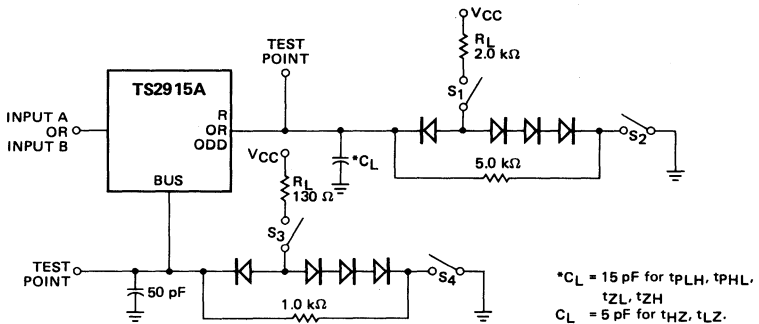 VCC
RL
2.0 kΩ
TEST
POINT
S1
TS2915A
INPUT A
OR
INPUT B
R
OR
ODD
BUS
*CL
S2
5.0 kΩ
VCC
RL
130 Ω
S3
TEST
POINT
50 pF
S4
1.0 kΩ
*CL = 15 pF for tPLH, tPHL,
tZL, tZH
CL = 5 pF for tHZ, tLZ.